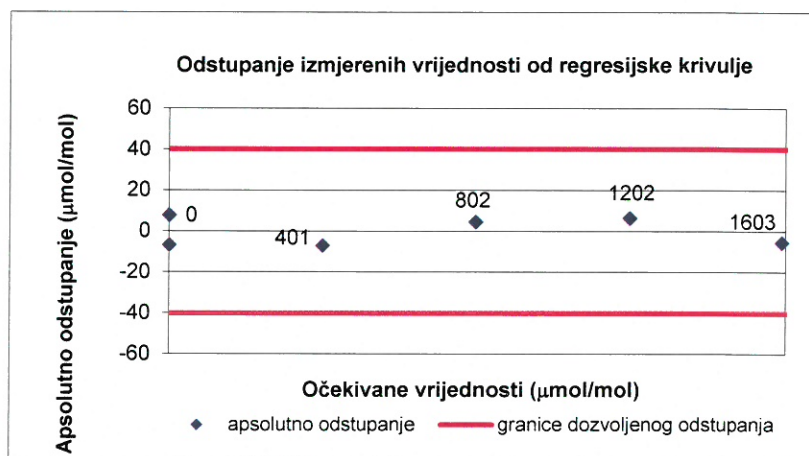 Odstupanje izmjerenih vrijednosti od regresijske krivulje
Apsolutno odstupanje (µmol/mol)
60
40
20
0
-20
-40
-60
0
401
802
1202
1603
Očekivane vrijednosti (µmol/mol)
apsolutno odstupanje
granice dozvoljenog odstupanja